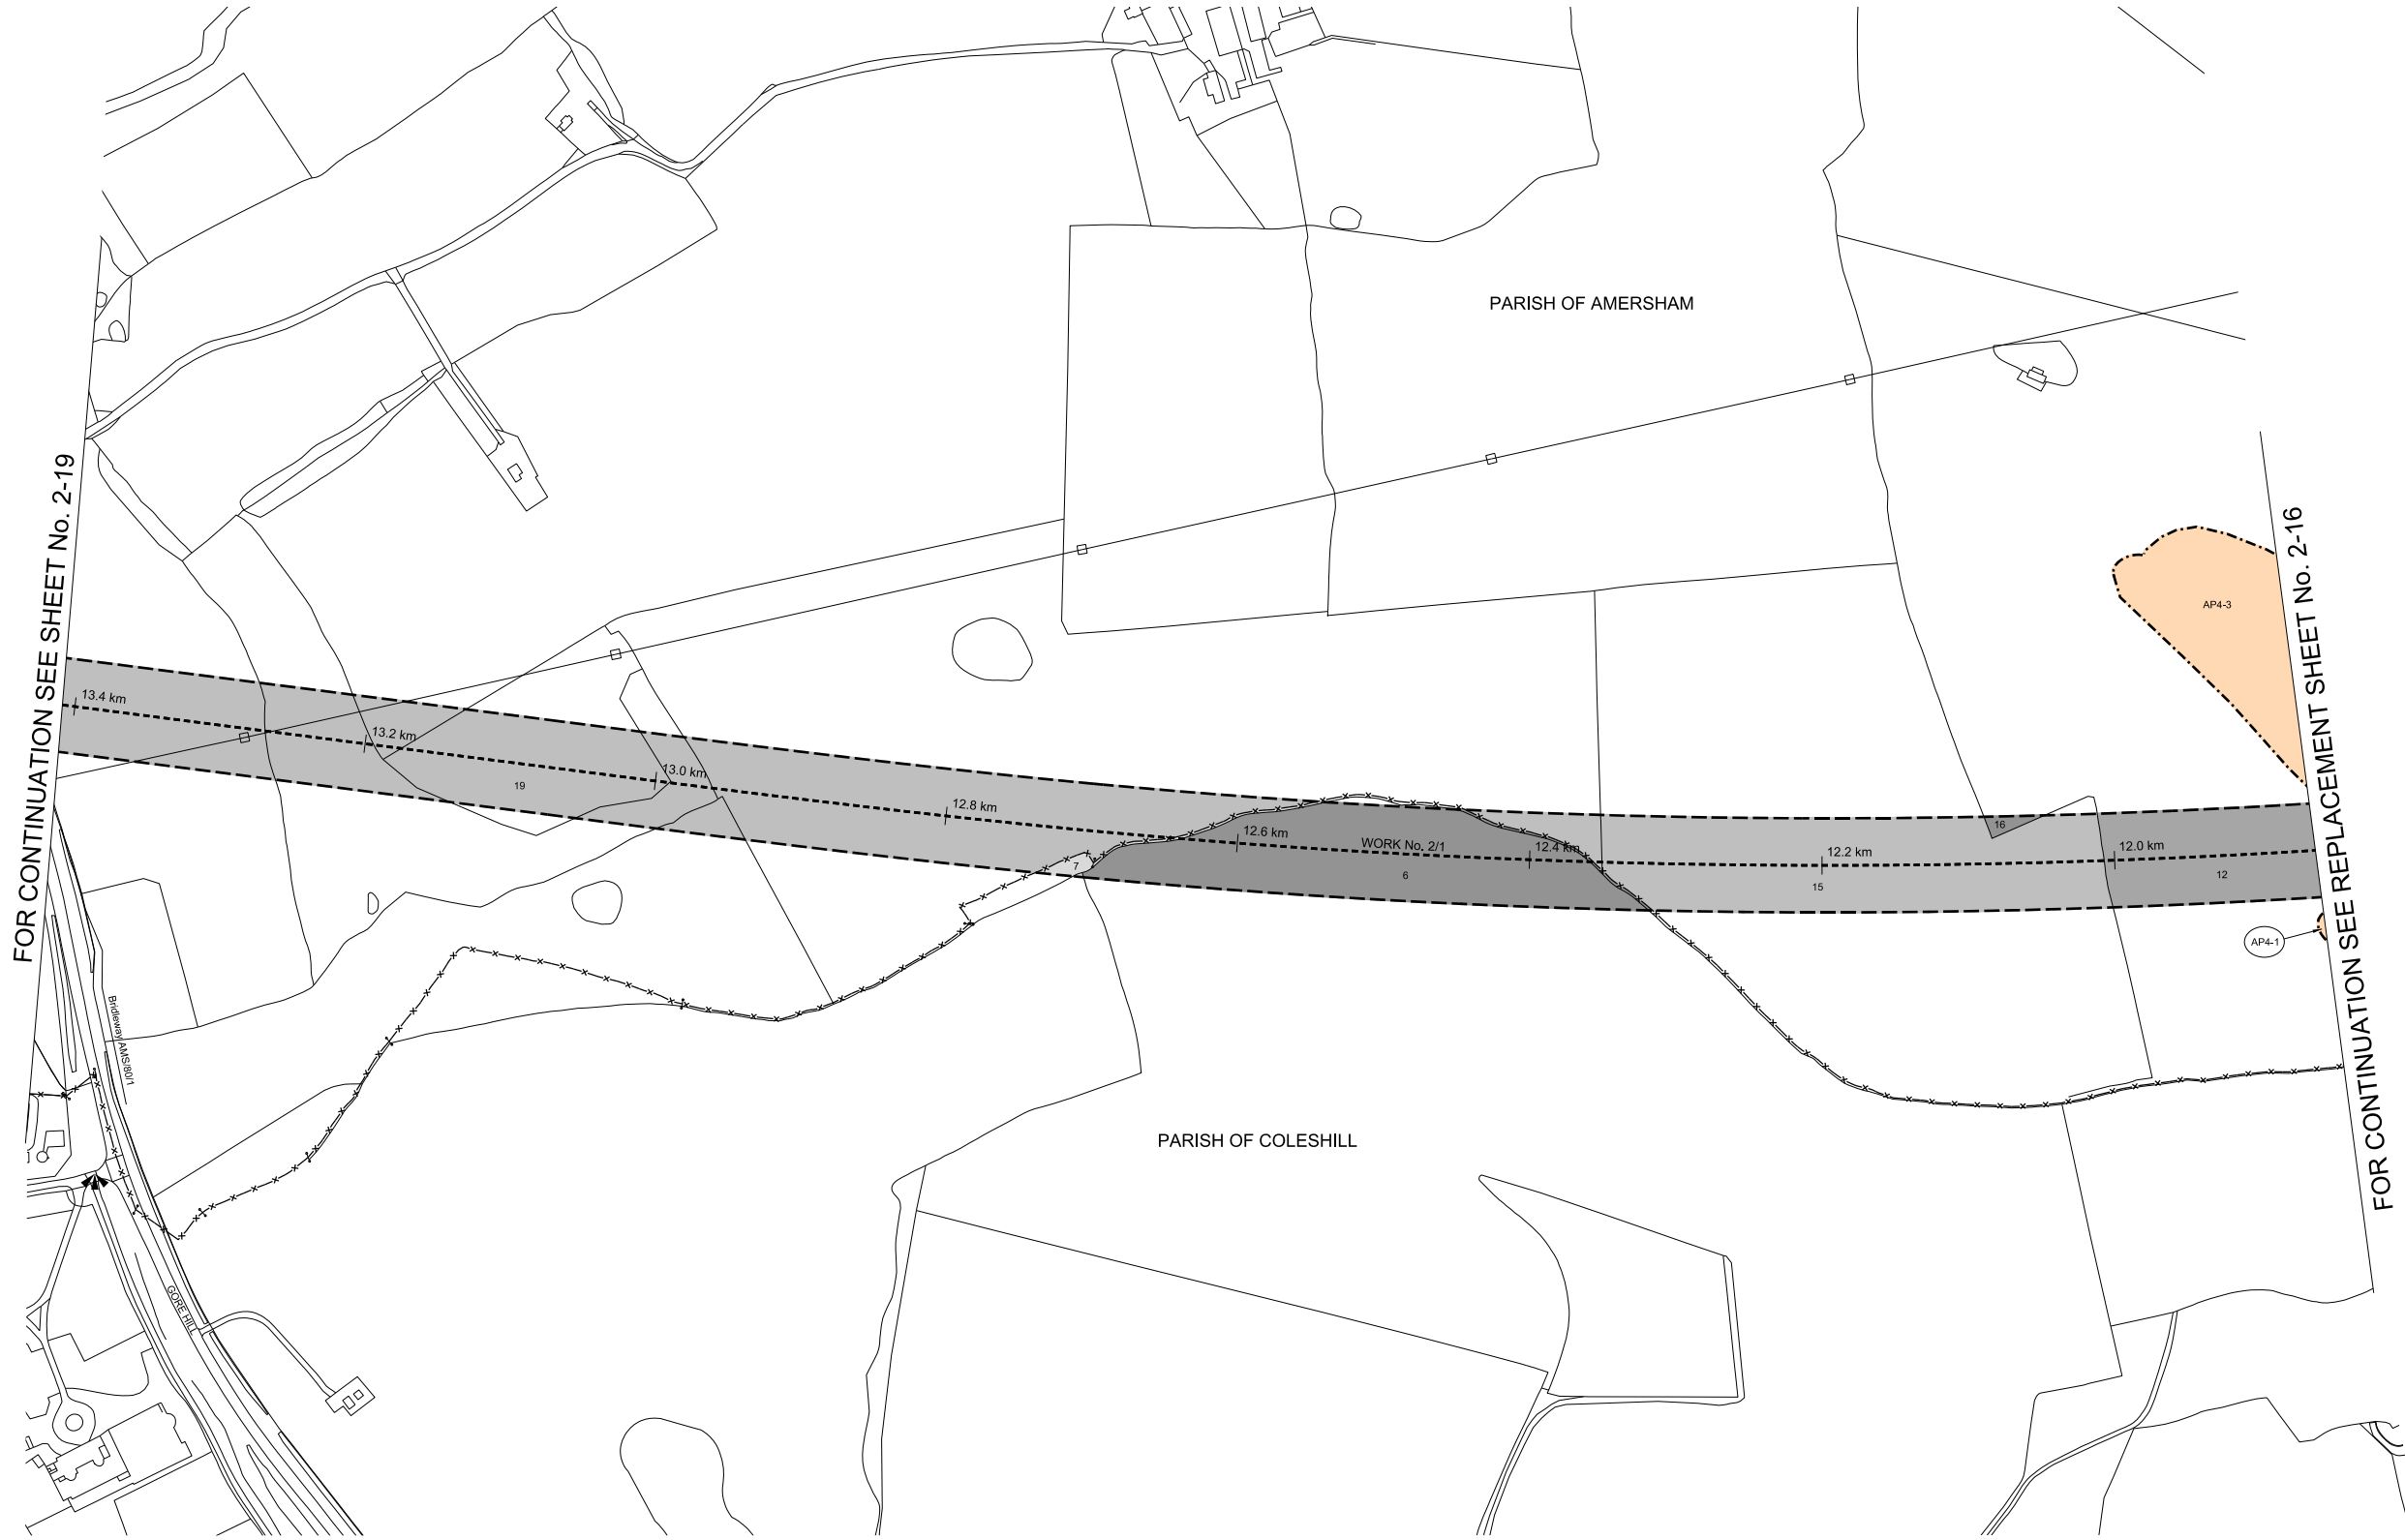 PARISH OF AMERSHAM
FOR CONTINUATION SEE SHEET No. 2-19
FOR CONTINUATION SEE REPLACEMENT SHEET No. 2-16
AP4-3
13.4 km
13.2 km
13.0 km
19
12.8 km
12.6 km
WORK No. 2/1
12.4 km
12.2 km
12.0 km
16
7
6
15
12
AP4-1
Bridleway AMS/80/1
PARISH OF COLESHILL
GORE HILL